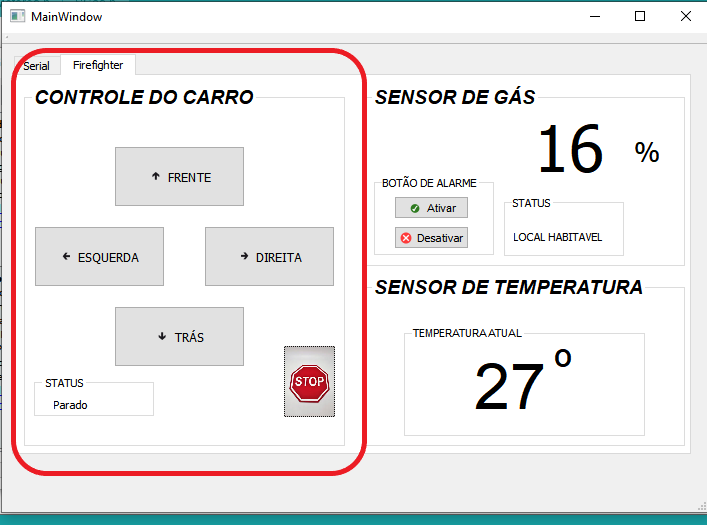 MainWindow
Serial
Firefighter
CONTROLE DO CARRO
↑ FRENTE
← ESQUERDA
→ DIREITA
↓ TRÁS
STATUS
Parado
STOP
SENSOR DE GÁS
16 %
BOTÃO DE ALARME
Ativar
Desativar
STATUS
LOCAL HABITAVEL
SENSOR DE TEMPERATURA
TEMPERATURA ATUAL
27 º